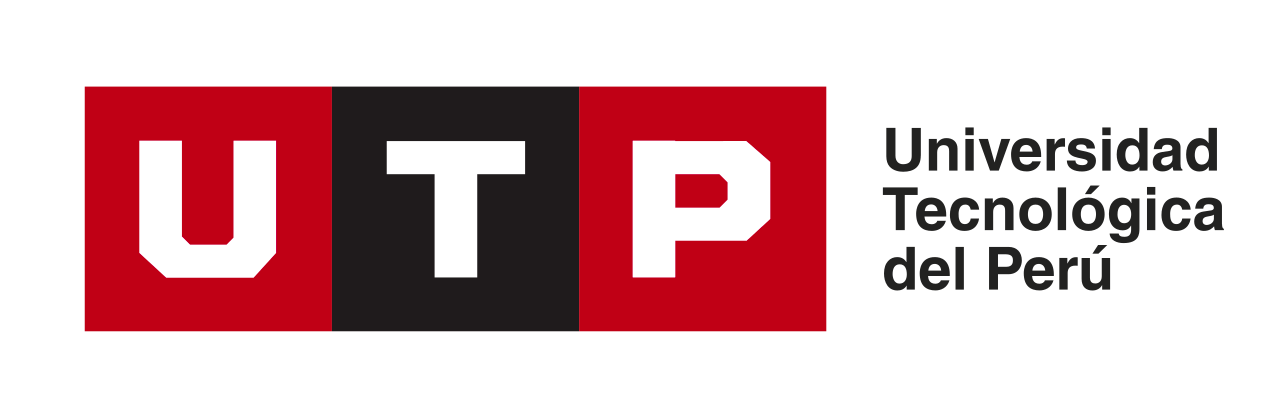 UTP
Universidad
Tecnológica
del Perú